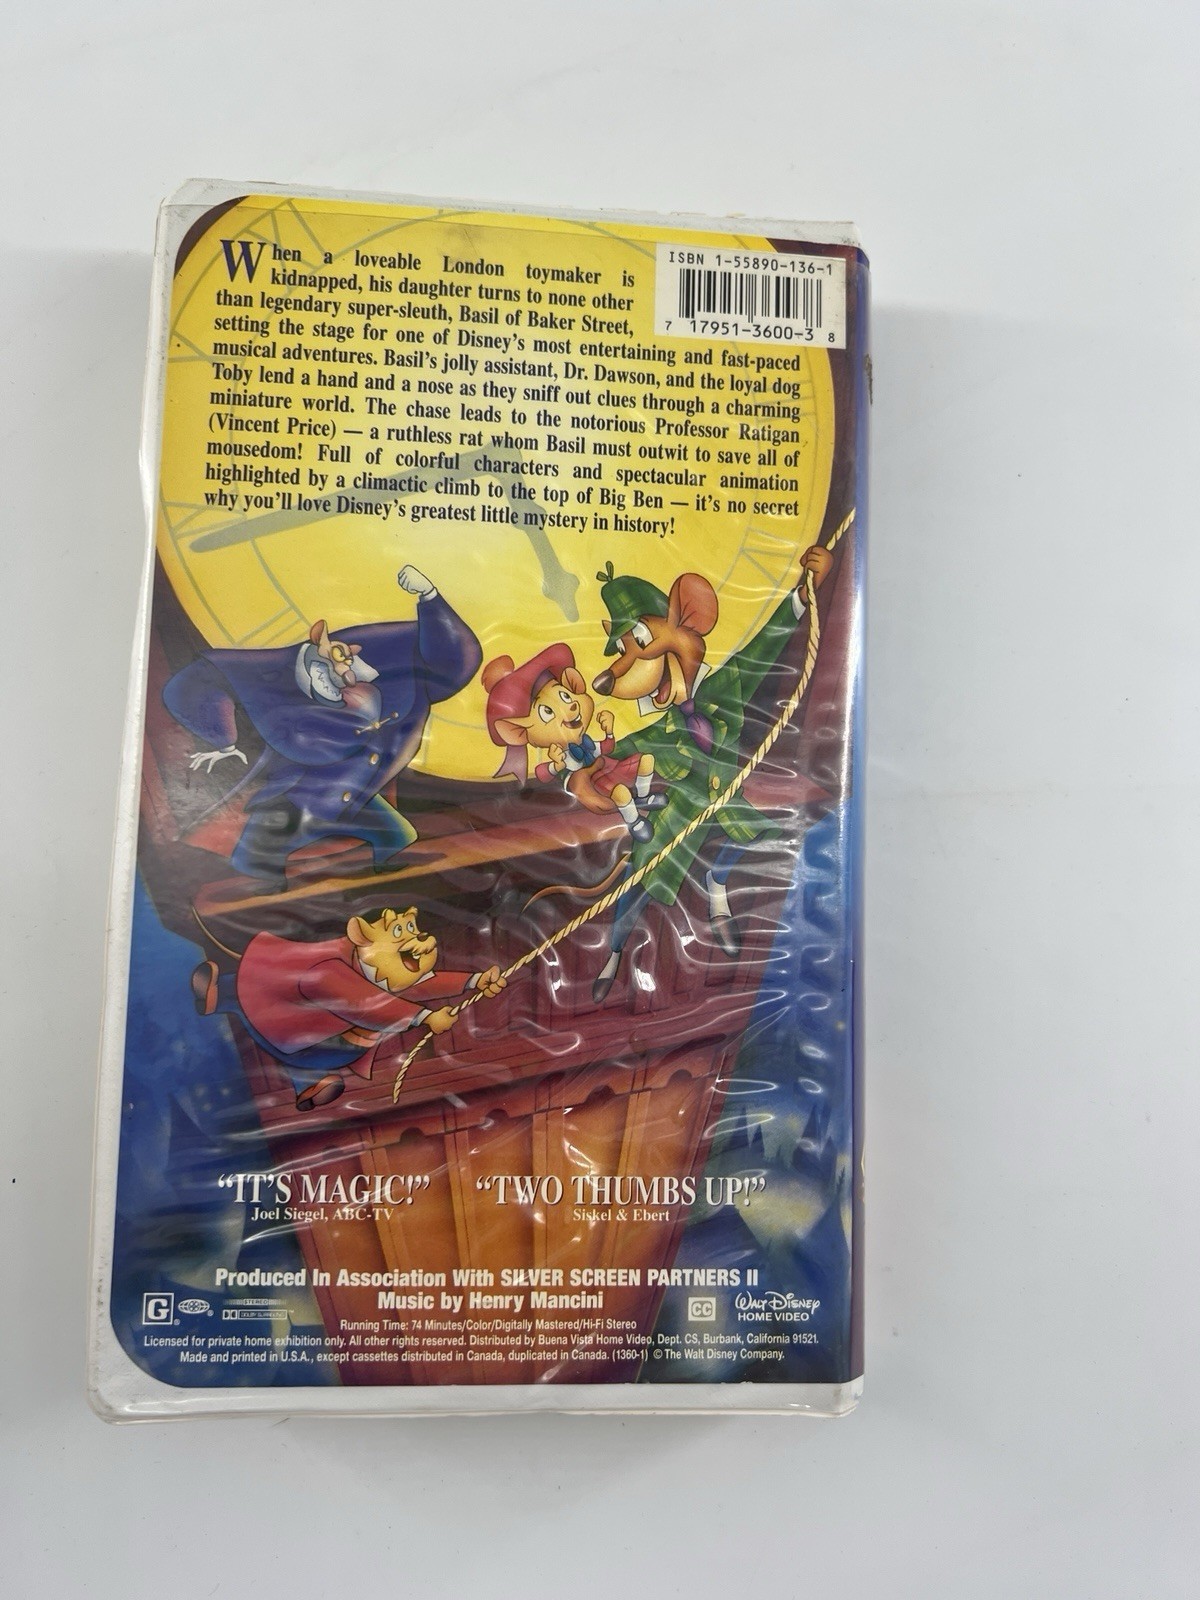 When a loveable London toymaker is
kidnapped, his daughter turns to none other
than legendary super-sleuth, Basil of Baker Street,
setting the stage for one of Disney's most entertaining and fast-paced
musical adventures. Basil's jolly assistant, Dr. Dawson, and the loyal dog
Toby lend a hand and a nose as they sniff out clues through a charming
miniature world. The chase leads to the notorious Professor Ratigan
(Vincent Price) — a ruthless rat whom Basil must outwit to save all of
mousedom! Full of colorful characters and spectacular animation
highlighted by a climactic climb to the top of Big Ben — it's no secret
why you'll love Disney's greatest little mystery in history!
ISBN 1-55890-136-1
7 17951-3600-3 8
"IT'S MAGIC!"
Joel Siegel, ABC-TV
"TWO THUMBS UP!"
Siskel & Ebert
Produced In Association With SILVER SCREEN PARTNERS II
Music by Henry Mancini
G
STEREO
DOLBY SURROUND
CC
Walt Disney
HOME VIDEO
Running Time: 74 Minutes/Color/Digitally Mastered/Hi-Fi Stereo
Licensed for private home exhibition only. All other rights reserved. Distributed by Buena Vista Home Video, Dept. CS, Burbank, California 91521.
Made and printed in U.S.A., except cassettes distributed in Canada, duplicated in Canada. (1360-1) © The Walt Disney Company.